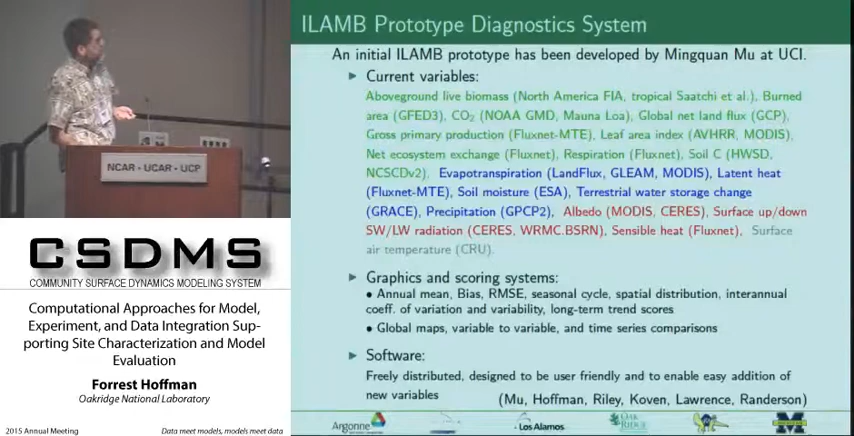 NCAR - UCAR - UCP
CSDMS
COMMUNITY SURFACE DYNAMICS MODELING SYSTEM
Computational Approaches for Model,
Experiment, and Data Integration Sup-
porting Site Characterization and Model
Evaluation
Forrest Hoffman
Oakridge National Laboratory
2015 Annual Meeting
Data meet models, models meet data
ILAMB Prototype Diagnostics System
An initial ILAMB prototype has been developed by Mingquan Mu at UCI.
► Current variables:
Aboveground live biomass (North America FIA, tropical Saatchi et al.), Burned
area (GFED3), CO₂ (NOAA GMD, Mauna Loa), Global net land flux (GCP),
Gross primary production (Fluxnet-MTE), Leaf area index (AVHRR, MODIS),
Net ecosystem exchange (Fluxnet), Respiration (Fluxnet), Soil C (HWSD,
NCSCDv2), Evapotranspiration (LandFlux, GLEAM, MODIS), Latent heat
(Fluxnet-MTE), Soil moisture (ESA), Terrestrial water storage change
(GRACE), Precipitation (GPCP2), Albedo (MODIS, CERES), Surface up/down
SW/LW radiation (CERES, WRMC.BSRN), Sensible heat (Fluxnet), Surface
air temperature (CRU).
► Graphics and scoring systems:
• Annual mean, Bias, RMSE, seasonal cycle, spatial distribution, interannual
coeff. of variation and variability, long-term trend scores
• Global maps, variable to variable, and time series comparisons
► Software:
Freely distributed, designed to be user friendly and to enable easy addition of
new variables
(Mu, Hoffman, Riley, Koven, Lawrence, Randerson)
Argonne
Los Alamos
OAK RIDGE
M